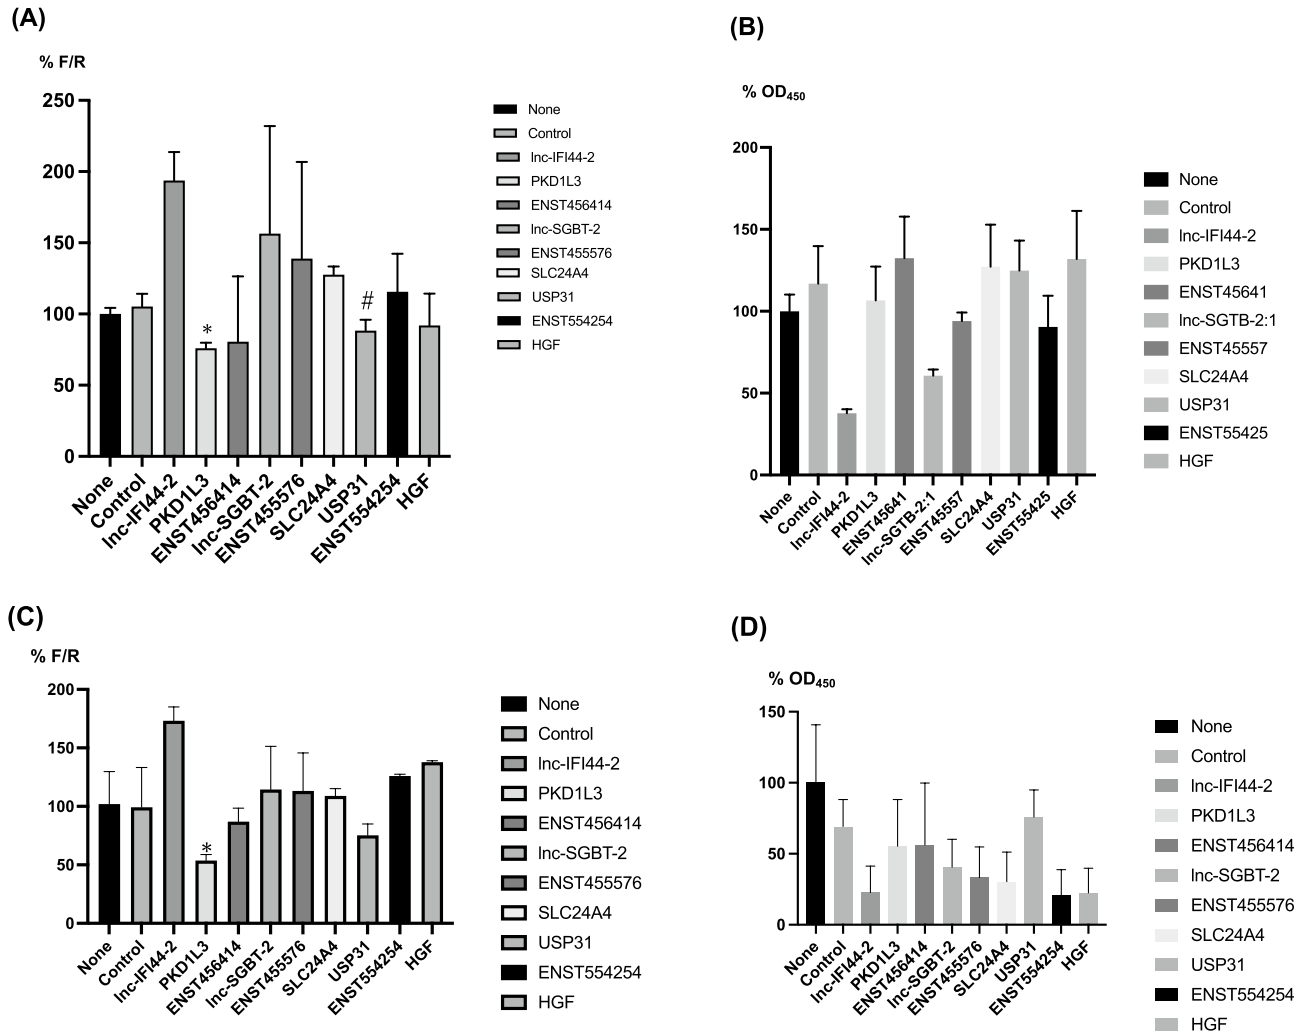 (A)
% F/R
250
200
150
100
50
0
*
#
None
Control
lnc-IFI44-2
PKD1L3
ENST456414
lnc-SGBT-2
ENST455576
SLC24A4
USP31
ENST554254
HGF
None
Control
lnc-IFI44-2
PKD1L3
ENST456414
lnc-SGBT-2
ENST455576
SLC24A4
USP31
ENST554254
HGF
(B)
% OD450
200
150
100
50
0
None
Control
lnc-IFI44-2
PKD1L3
ENST45641
lnc-SGTB-2:1
ENST45557
SLC24A4
USP31
ENST55425
HGF
None
Control
lnc-IFI44-2
PKD1L3
ENST45641
lnc-SGTB-2:1
ENST45557
SLC24A4
USP31
ENST55425
HGF
(C)
% F/R
200
150
100
50
0
*
None
Control
lnc-IFI44-2
PKD1L3
ENST456414
lnc-SGBT-2
ENST455576
SLC24A4
USP31
ENST554254
HGF
None
Control
lnc-IFI44-2
PKD1L3
ENST456414
lnc-SGBT-2
ENST455576
SLC24A4
USP31
ENST554254
HGF
(D)
% OD450
150
100
50
0
None
Control
lnc-IFI44-2
PKD1L3
ENST456414
lnc-SGBT-2
ENST455576
SLC24A4
USP31
ENST554254
HGF
None
Control
lnc-IFI44-2
PKD1L3
ENST456414
lnc-SGBT-2
ENST455576
SLC24A4
USP31
ENST554254
HGF